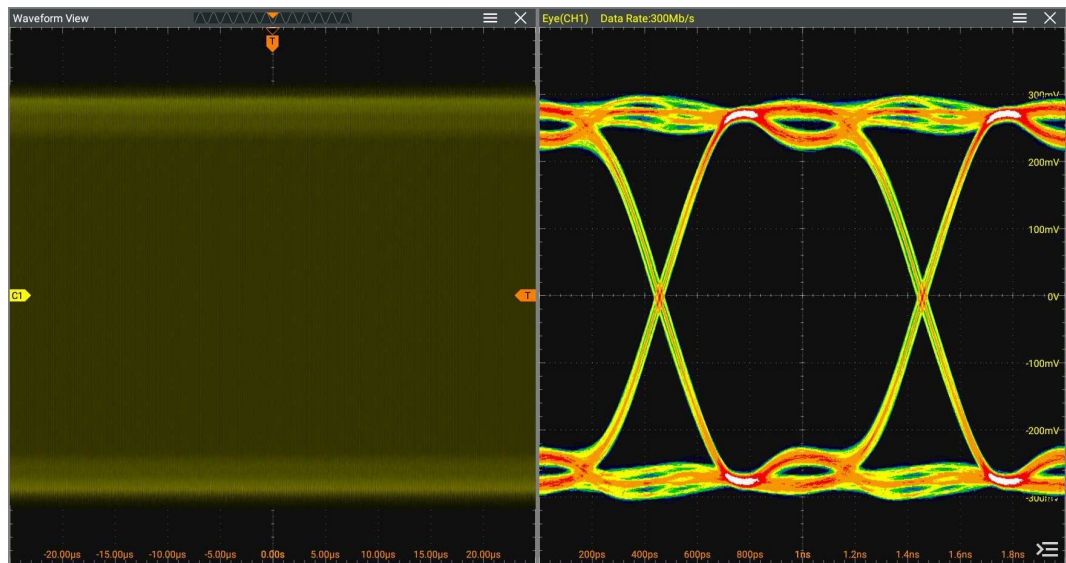 Waveform View
T
C1
T
-20.00µs -15.00µs -10.00µs -5.00µs 0.00s 5.00µs 10.00µs 15.00µs 20.00µs
Eye(CH1) Data Rate:300Mb/s
300mV
200mV
100mV
0V
-100mV
-200mV
-300mV
200ps 400ps 600ps 800ps 1ns 1.2ns 1.4ns 1.6ns 1.8ns